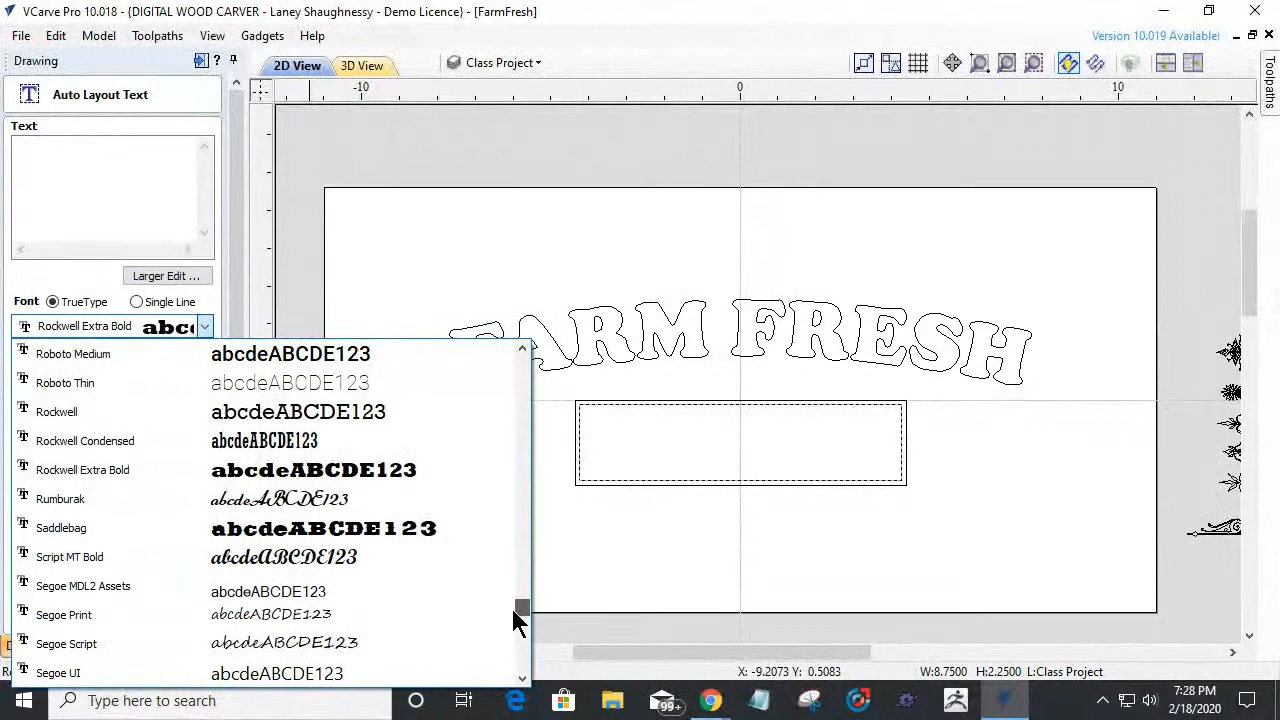 VCarve Pro 10.018 - {DIGITAL WOOD CARVER - Laney Shaughnessy - Demo Licence} - [FarmFresh]
File Edit Model Toolpaths View Gadgets Help
Version 10.019 Available!
Drawing
2D View
3D View
Class Project
Toolpaths
Auto Layout Text
-10 0 10
Text
FARM FRESH
Larger Edit ...
Font TrueType Single Line
Rockwell Extra Bold
Roboto Medium abcdeABCDE123
Roboto Thin abcdeABCDE123
Rockwell abcdeABCDE123
Rockwell Condensed abcdeABCDE123
Rockwell Extra Bold abcdeABCDE123
Rumburak abcdeABCDE123
Saddlebag abcdeABCDE123
Script MT Bold abcdeABCDE123
Segoe MDL2 Assets abcdeABCDE123
Segoe Print abcdeABCDE123
Segoe Script abcdeABCDE123
Segoe UI abcdeABCDE123
X: -9.2073 Y: 0.5083
W:8.7500 H:2.2500 L:Class Project
Type here to search
99+
7:28 PM
2/18/2020